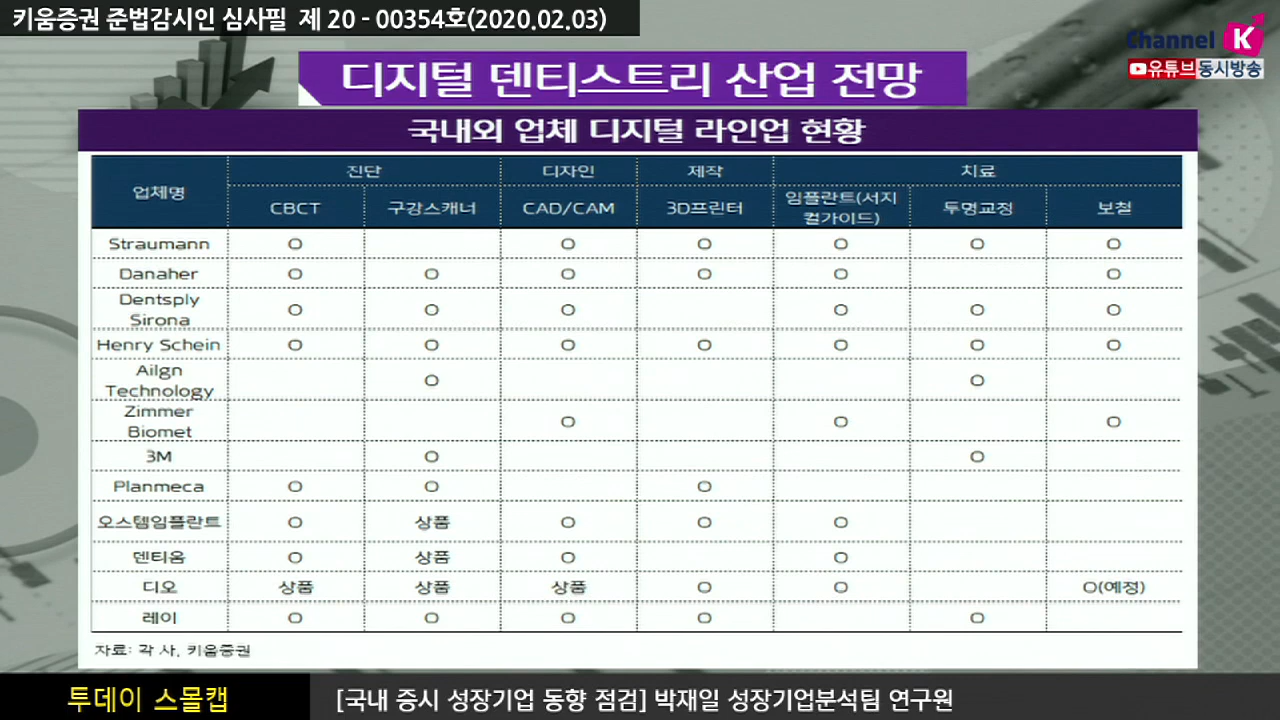 키움증권 준법감시인 심사필 제 20 - 00354호(2020.02.03)
Channel K
유튜브동시방송
디지털 덴티스트리 산업 전망
국내외 업체 디지털 라인업 현황
업체명 진단 디자인 제작 치료
CBCT 구강스캐너 CAD/CAM 3D프린터 임플란트(서지
컬가이드) 투명교정 보철
Straumann O O O O O O
Danaher O O O O O O
Dentsply
Sirona O O O O O O
Henry Schein O O O O O O O
Ailgn
Technology O O
Zimmer
Biomet O O O
3M O O
Planmeca O O O
오스템임플란트 O 상품 O O O
덴티움 O 상품 O O
디오 상품 상품 상품 O O O(예정)
레이 O O O O O
자료: 각 사, 키움증권
투데이 스몰캡
[국내 증시 성장기업 동향 점검] 박재일 성장기업분석팀 연구원